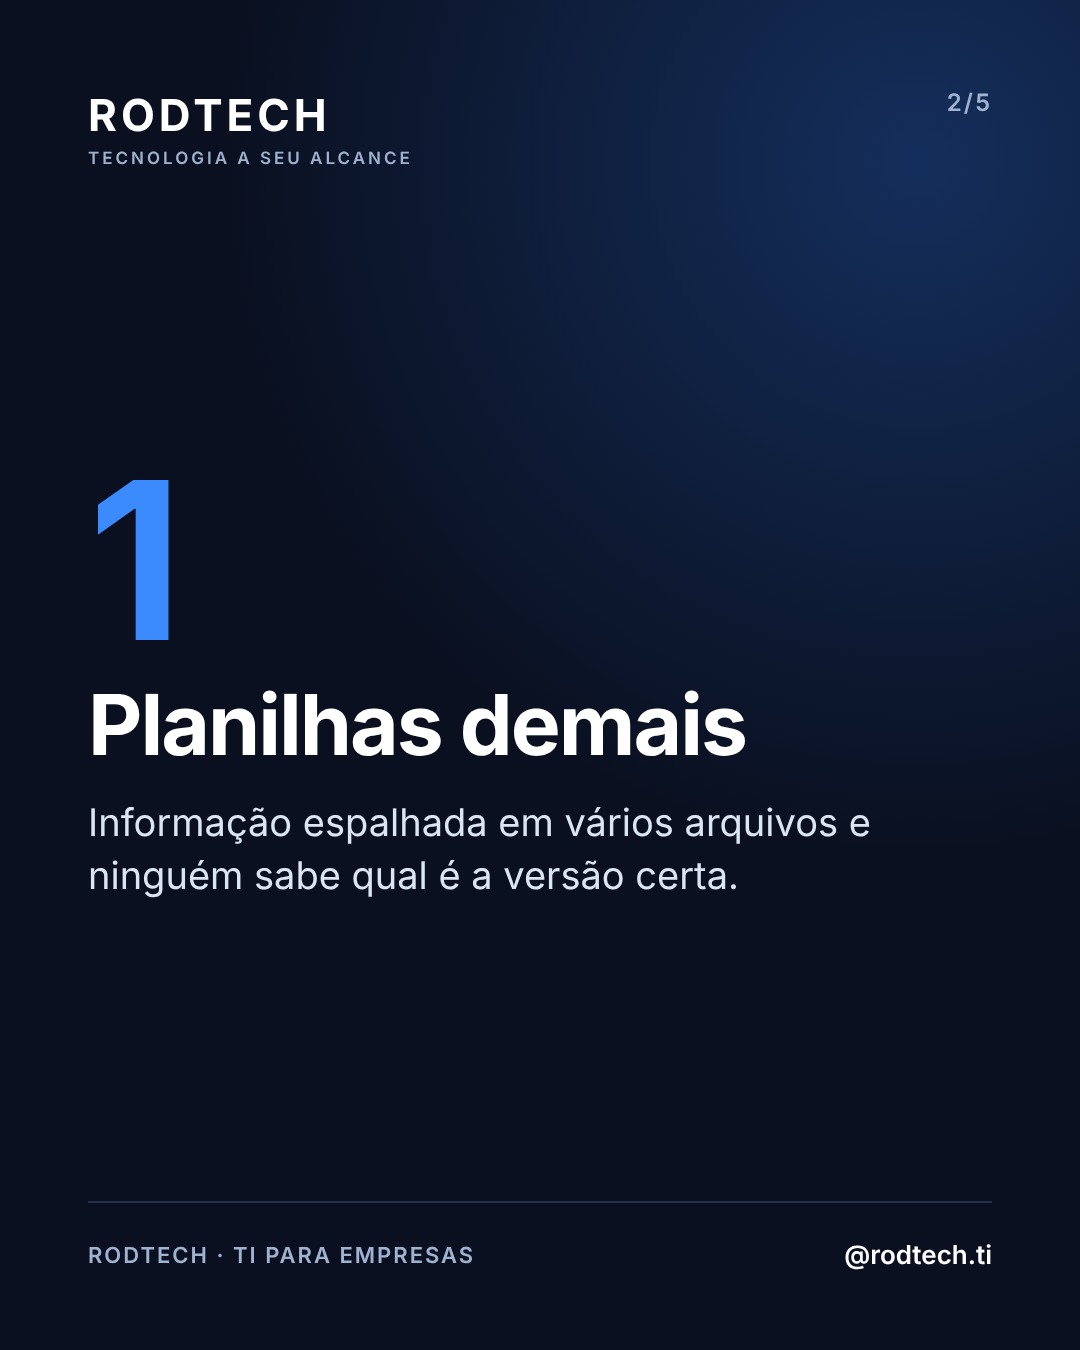 RODTECH
TECNOLOGIA A SEU ALCANCE
2/5
1
Planilhas demais
Informação espalhada em vários arquivos e
ninguém sabe qual é a versão certa.
RODTECH · TI PARA EMPRESAS
@rodtech.ti